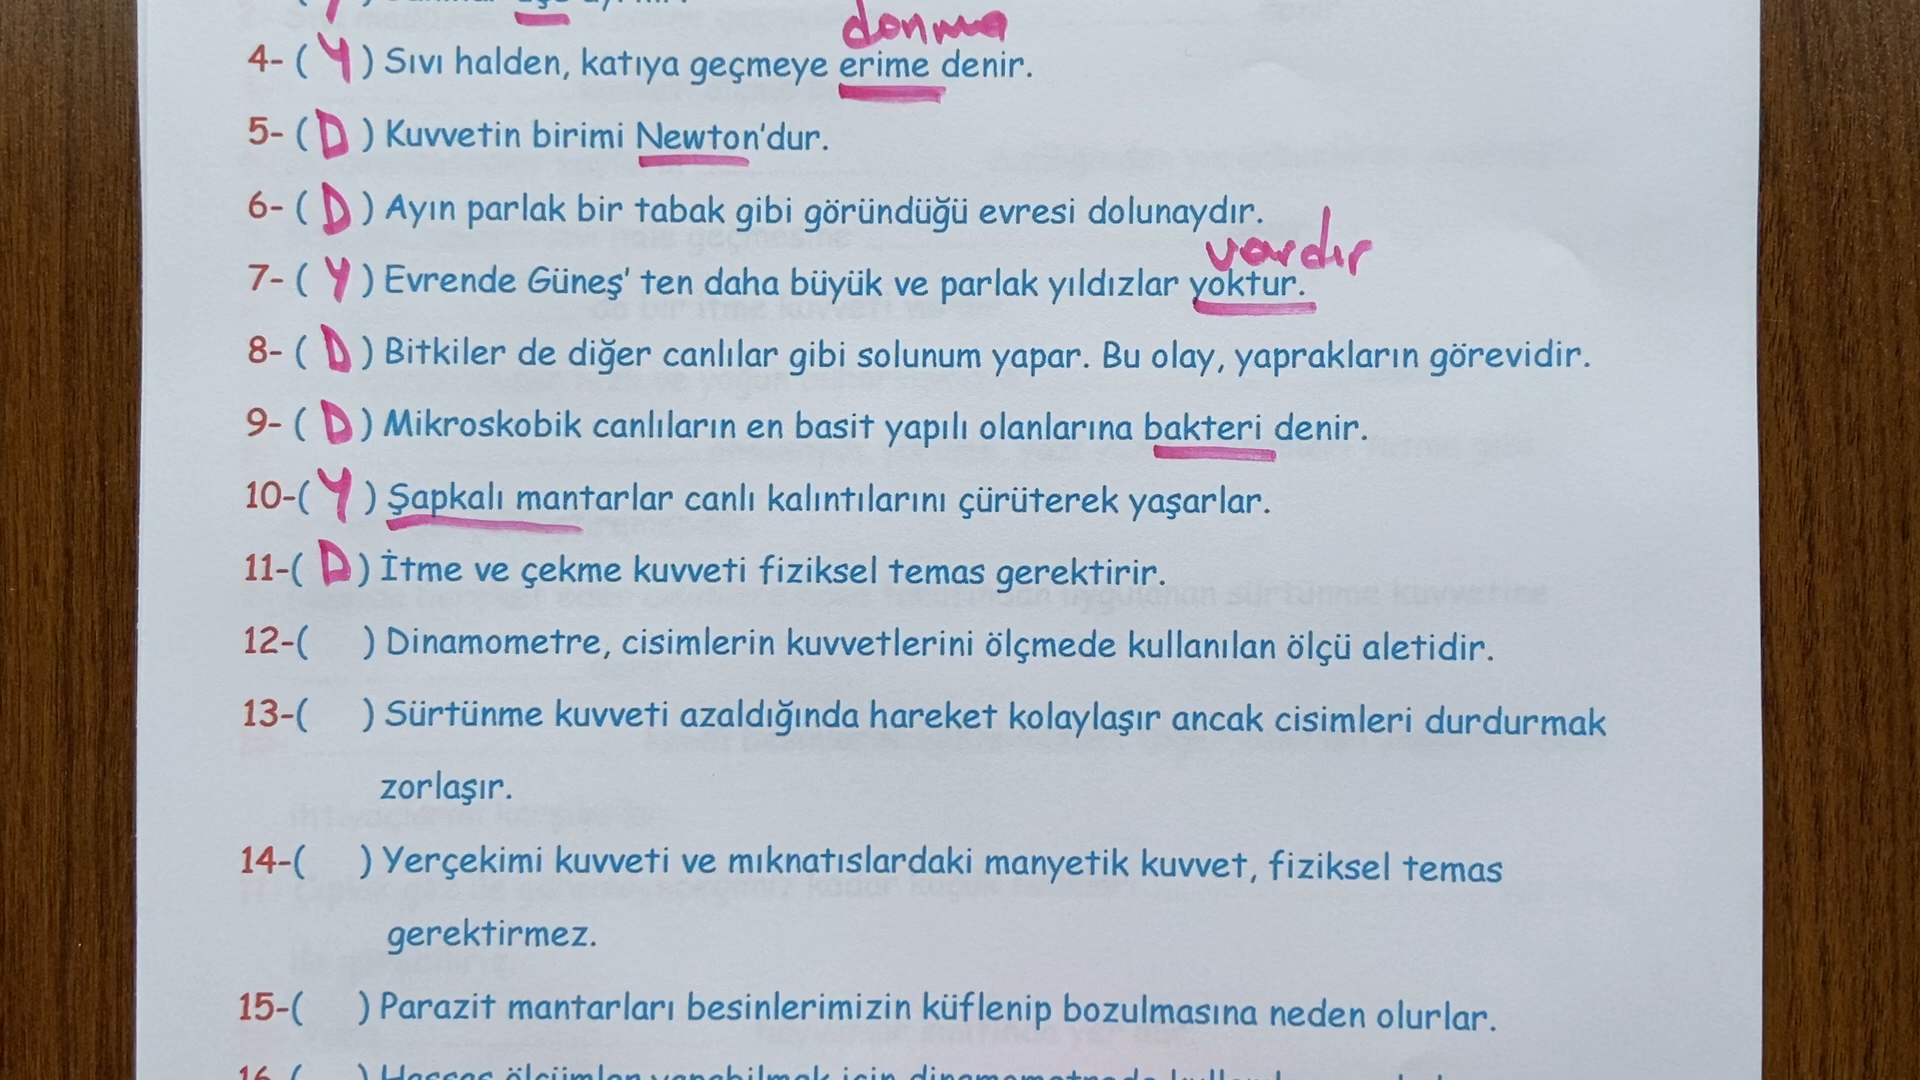 donma
4- ( Y ) Sıvı halden, katıya geçmeye erime denir.
5- ( D ) Kuvvetin birimi Newton'dur.
6- ( D ) Ayın parlak bir tabak gibi göründüğü evresi dolunaydır.
vardır
7- ( Y ) Evrende Güneş' ten daha büyük ve parlak yıldızlar yoktur.
8- ( D ) Bitkiler de diğer canlılar gibi solunum yapar. Bu olay, yaprakların görevidir.
9- ( D ) Mikroskobik canlıların en basit yapılı olanlarına bakteri denir.
10-( Y ) Şapkalı mantarlar canlı kalıntılarını çürüterek yaşarlar.
11-( D ) İtme ve çekme kuvveti fiziksel temas gerektirir.
12-( ) Dinamometre, cisimlerin kuvvetlerini ölçmede kullanılan ölçü aletidir.
13-( ) Sürtünme kuvveti azaldığında hareket kolaylaşır ancak cisimleri durdurmak
zorlaşır.
14-( ) Yerçekimi kuvveti ve mıknatıslardaki manyetik kuvvet, fiziksel temas
gerektirmez.
15-( ) Parazit mantarları besinlerimizin küflenip bozulmasına neden olurlar.
16 ( ) Hassas ölçümler yapabilmek için